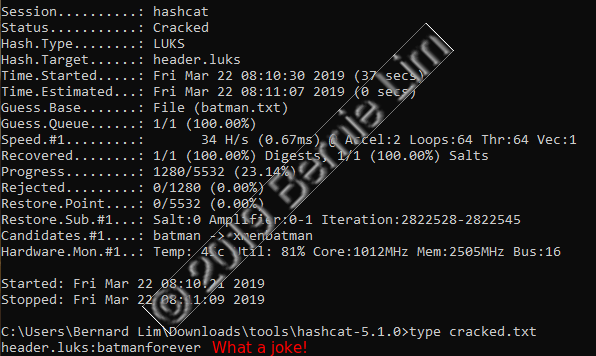 Session..........: hashcat
Status...........: Cracked
Hash.Type........: LUKS
Hash.Target......: header.luks
Time.Started.....: Fri Mar 22 08:10:30 2019 (37 secs)
Time.Estimated...: Fri Mar 22 08:11:07 2019 (0 secs)
Guess.Base.......: File (batman.txt)
Guess.Queue......: 1/1 (100.00%)
Speed.#1.........:       34 H/s (0.67ms) @ Accel:2 Loops:64 Thr:64 Vec:1
Recovered........: 1/1 (100.00%) Digests, 1/1 (100.00%) Salts
Progress.........: 1280/5532 (23.14%)
Rejected.........: 0/1280 (0.00%)
Restore.Point....: 0/5532 (0.00%)
Restore.Sub.#1...: Salt:0 Amplifier:0-1 Iteration:2822528-2822545
Candidates.#1....: batman -> xmenbatman
Hardware.Mon.#1..: Temp: Util: 81% Core:1012MHz Mem:2505MHz Bus:16
Started: Fri Mar 22 08:10:21 2019
Stopped: Fri Mar 22 08:11:09 2019
C:\Users\Bernard Lim\Downloads\tools\hashcat-5.1.0>type cracked.txt
header.luks:batmanforever What a joke!
© 2019 Bernie Lim